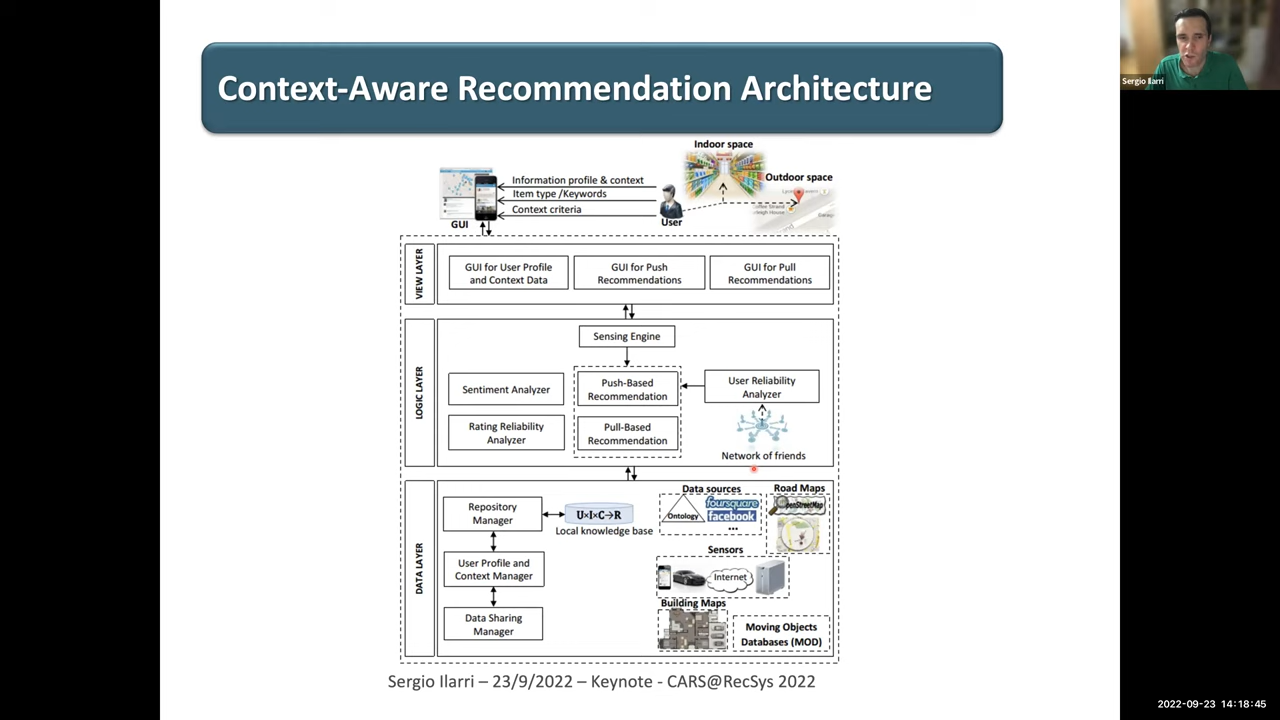 Context-Aware Recommendation Architecture
Sergio Ilarri
Indoor space
Outdoor space
Information profile & context
Item type /Keywords
Context criteria
GUI
User
VIEW LAYER
GUI for User Profile
and Context Data
GUI for Push
Recommendations
GUI for Pull
Recommendations
LOGIC LAYER
Sensing Engine
Sentiment Analyzer
Push-Based
Recommendation
User Reliability
Analyzer
Rating Reliability
Analyzer
Pull-Based
Recommendation
Network of friends
DATA LAYER
Repository
Manager
U×I×C→R
Local knowledge base
User Profile and
Context Manager
Data Sharing
Manager
Data sources
Ontology
foursquare
facebook
...
Road Maps
penStreetMap
Sensors
Internet
Building Maps
Moving Objects
Databases (MOD)
Sergio Ilarri – 23/9/2022 – Keynote - CARS@RecSys 2022
2022-09-23 14:18:45